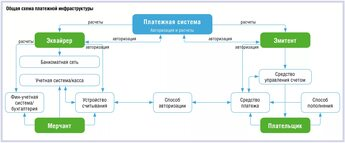 Общая схема платежной инфраструктуры
Платежная система
Авторизация и расчеты
расчеты
расчеты
Эквайрер
авторизация
авторизация
Эмитент
Банкоматная сеть
Учетная система/касса
Средство
управления счетом
Фин-учетная
система/
бухгалтерия
Устройство
считывания
Способ
авторизации
Средство
платежа
Способ
пополнения
Мерчант
Плательщик